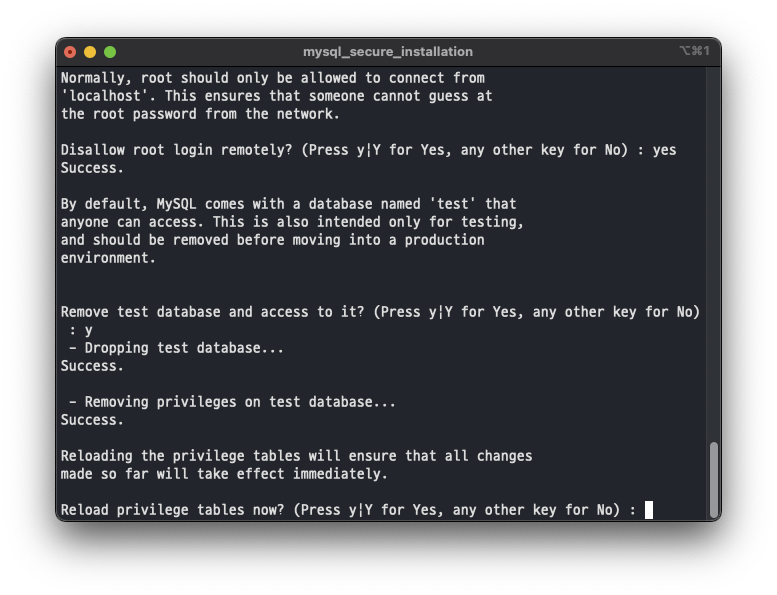 mysql_secure_installation
⌥⌘1
Normally, root should only be allowed to connect from
'localhost'. This ensures that someone cannot guess at
the root password from the network.
Disallow root login remotely? (Press y¦Y for Yes, any other key for No) : yes
Success.
By default, MySQL comes with a database named 'test' that
anyone can access. This is also intended only for testing,
and should be removed before moving into a production
environment.
Remove test database and access to it? (Press y¦Y for Yes, any other key for No)
 : y
 - Dropping test database...
Success.
 - Removing privileges on test database...
Success.
Reloading the privilege tables will ensure that all changes
made so far will take effect immediately.
Reload privilege tables now? (Press y¦Y for Yes, any other key for No) :